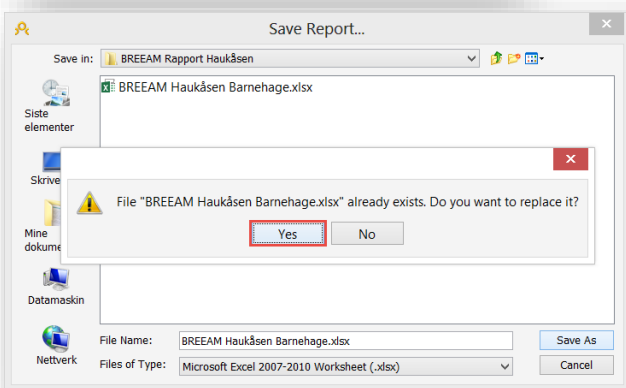 Save Report...
Save in: BREEAM Rapport Haukåsen
BREEAM Haukåsen Barnehage.xlsx
Siste
elementer
Skrive
File "BREEAM Haukåsen Barnehage.xlsx" already exists. Do you want to replace it?
Yes No
Mine
dokume
Datamaskin
Nettverk
File Name: BREEAM Haukåsen Barnehage.xlsx Save As
Files of Type: Microsoft Excel 2007-2010 Worksheet (.xlsx) Cancel